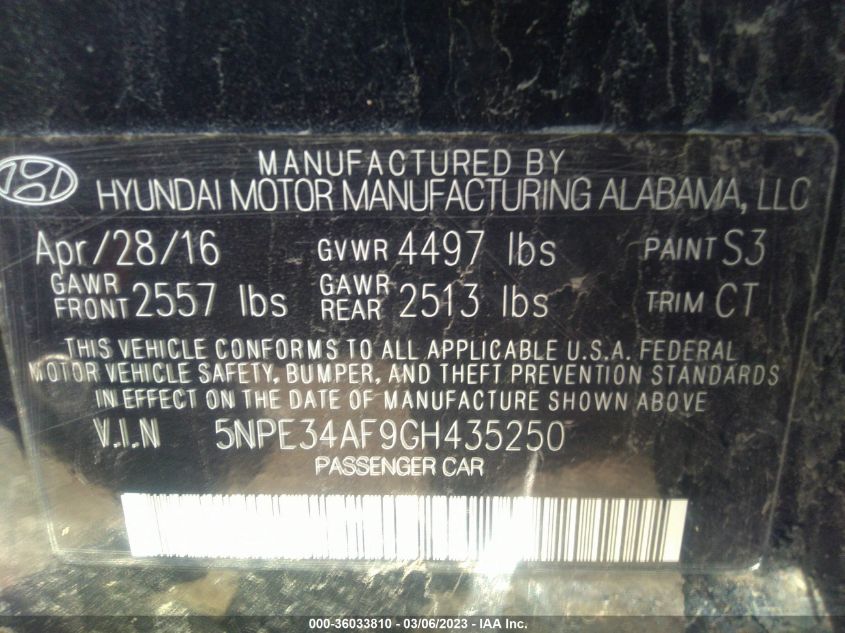 MANUFACTURED BY
HYUNDAI MOTOR MANUFACTURING ALABAMA, LLC
Apr/28/16 GVWR 4497 lbs PAINT S3
GAWR FRONT 2557 lbs GAWR REAR 2513 lbs TRIM CT
THIS VEHICLE CONFORMS TO ALL APPLICABLE U.S.A. FEDERAL
MOTOR VEHICLE SAFETY, BUMPER, AND THEFT PREVENTION STANDARDS
IN EFFECT ON THE DATE OF MANUFACTURE SHOWN ABOVE
V.I.N 5NPE34AF9GH435250
PASSENGER CAR
000-36033810 - 03/06/2023 - IAA Inc.